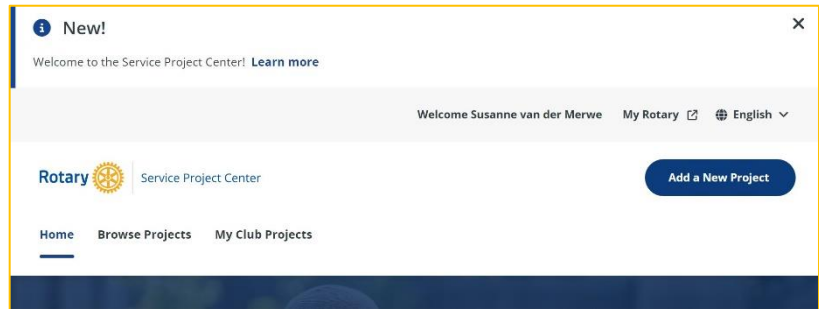 New!
Welcome to the Service Project Center! Learn more
Welcome Susanne van der Merwe My Rotary English
Rotary Service Project Center Add a New Project
Home Browse Projects My Club Projects